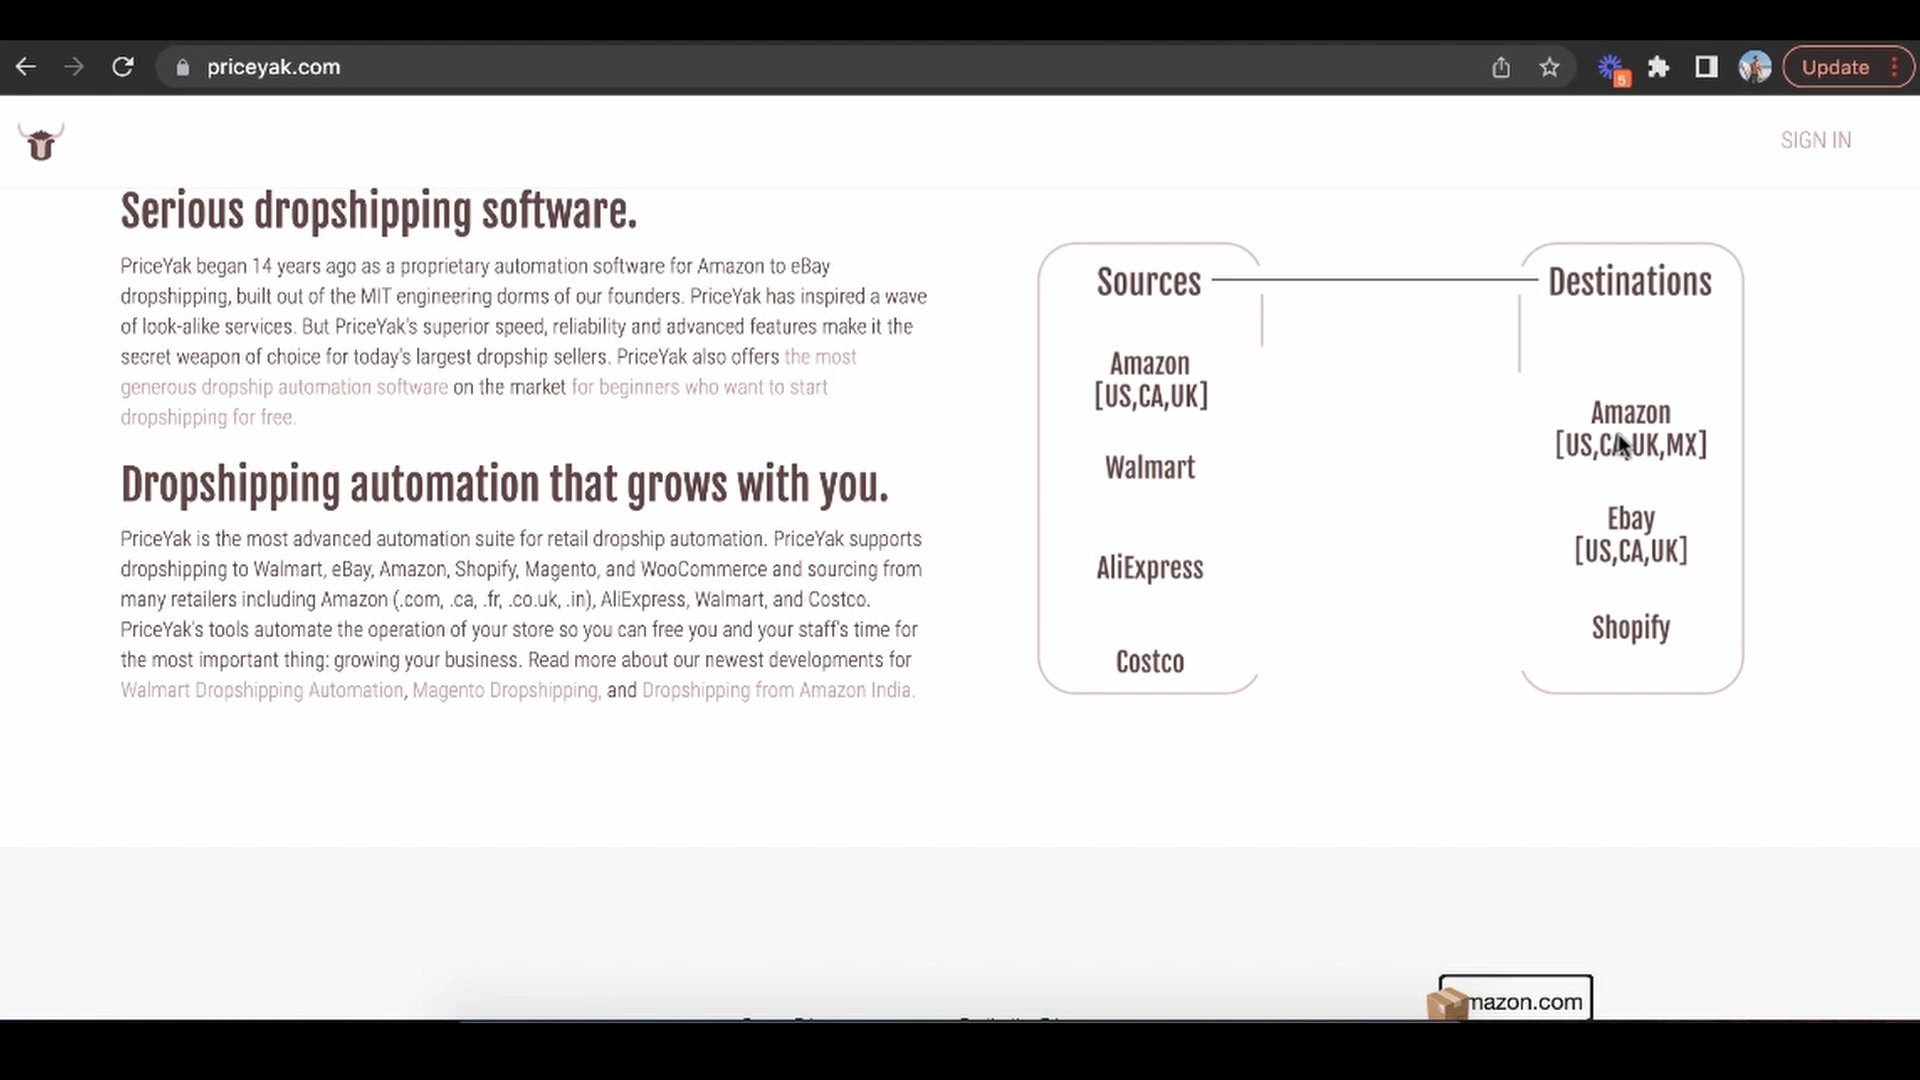 priceyak.com
5
Update
SIGN IN
Serious dropshipping software.
PriceYak began 14 years ago as a proprietary automation software for Amazon to eBay
dropshipping, built out of the MIT engineering dorms of our founders. PriceYak has inspired a wave
of look-alike services. But PriceYak's superior speed, reliability and advanced features make it the
secret weapon of choice for today's largest dropship sellers. PriceYak also offers the most
generous dropship automation software on the market for beginners who want to start
dropshipping for free.
Dropshipping automation that grows with you.
PriceYak is the most advanced automation suite for retail dropship automation. PriceYak supports
dropshipping to Walmart, eBay, Amazon, Shopify, Magento, and WooCommerce and sourcing from
many retailers including Amazon (.com, .ca, .fr, .co.uk, .in), AliExpress, Walmart, and Costco.
PriceYak's tools automate the operation of your store so you can free you and your staff's time for
the most important thing: growing your business. Read more about our newest developments for
Walmart Dropshipping Automation, Magento Dropshipping, and Dropshipping from Amazon India.
Sources
Amazon
[US,CA,UK]
Walmart
AliExpress
Costco
Destinations
Amazon
[US,CA,UK,MX]
Ebay
[US,CA,UK]
Shopify
mazon.com